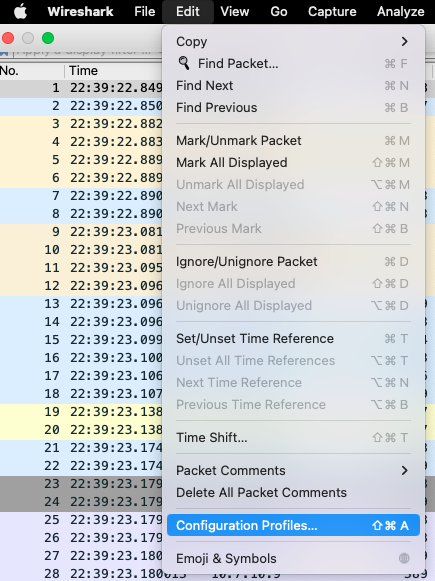 Wireshark File Edit View Go Capture Analyze
Copy
Find Packet... ⌘ F
Find Next ⌘ N
Find Previous ⌘ B
Mark/Unmark Packet ⌘ M
Mark All Displayed ⇧⌘ M
Unmark All Displayed ⌥⌘ M
Next Mark ⇧⌘ N
Previous Mark ⇧⌘ B
Ignore/Unignore Packet ⌘ D
Ignore All Displayed ⇧⌘ D
Unignore All Displayed ⌥⌘ D
Set/Unset Time Reference ⌘ T
Unset All Time References ⌥⌘ T
Next Time Reference ⌥⌘ N
Previous Time Reference ⌥⌘ B
Time Shift... ⇧⌘ T
Packet Comments
Delete All Packet Comments
Configuration Profiles... ⇧⌘ A
Emoji & Symbols
No. Time
1 22:39:22.849
2 22:39:22.850
3 22:39:22.882
4 22:39:22.883
5 22:39:22.889
6 22:39:22.889
7 22:39:22.890
8 22:39:22.890
9 22:39:23.081
10 22:39:23.081
11 22:39:23.095
12 22:39:23.096
13 22:39:23.096
14 22:39:23.096
15 22:39:23.099
16 22:39:23.100
17 22:39:23.106
18 22:39:23.107
19 22:39:23.138
20 22:39:23.138
21 22:39:23.174
22 22:39:23.174
23 22:39:23.179
24 22:39:23.179
25 22:39:23.179
26 22:39:23.179
27 22:39:23.180
28 22:39:23.180013 10.7.10.9 389